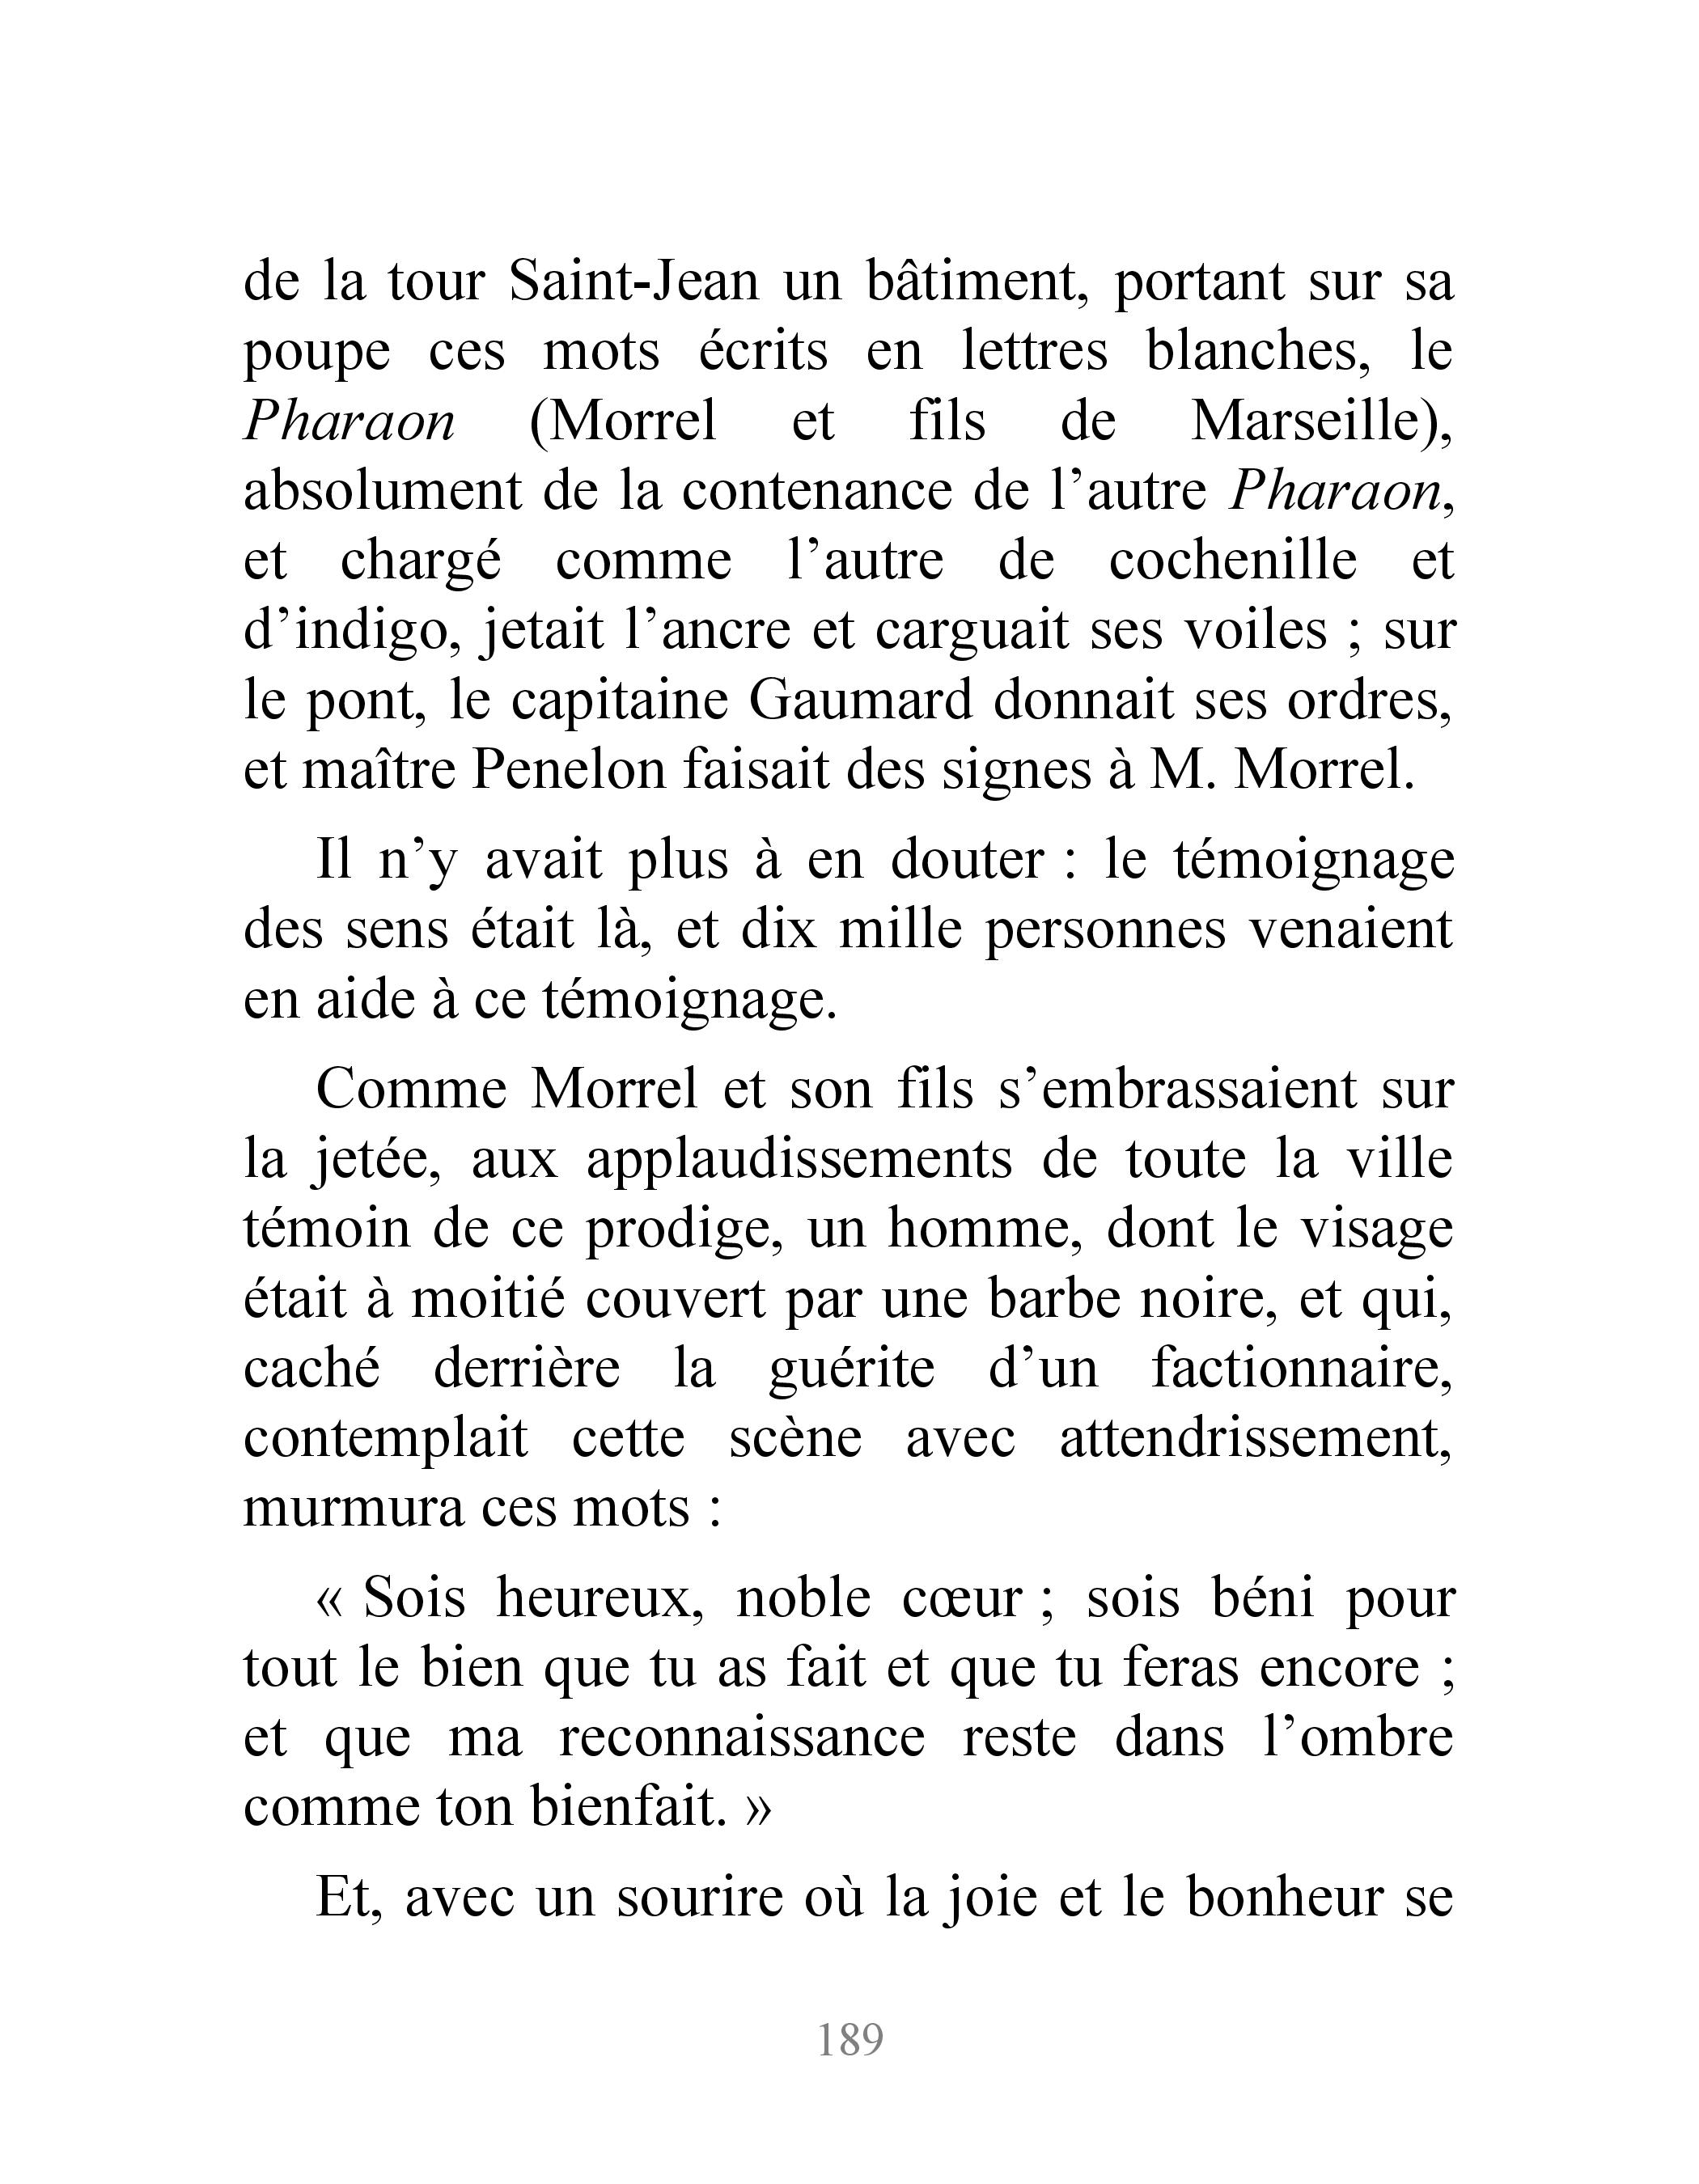 de la tour Saint-Jean un bâtiment, portant sur sa
poupe ces mots écrits en lettres blanches, le
Pharaon (Morrel et fils de Marseille),
absolument de la contenance de l’autre Pharaon,
et chargé comme l’autre de cochenille et
d’indigo, jetait l’ancre et carguait ses voiles ; sur
le pont, le capitaine Gaumard donnait ses ordres,
et maître Penelon faisait des signes à M. Morrel.
Il n’y avait plus à en douter : le témoignage
des sens était là, et dix mille personnes venaient
en aide à ce témoignage.
Comme Morrel et son fils s’embrassaient sur
la jetée, aux applaudissements de toute la ville
témoin de ce prodige, un homme, dont le visage
était à moitié couvert par une barbe noire, et qui,
caché derrière la guérite d’un factionnaire,
contemplait cette scène avec attendrissement,
murmura ces mots :
« Sois heureux, noble cœur ; sois béni pour
tout le bien que tu as fait et que tu feras encore ;
et que ma reconnaissance reste dans l’ombre
comme ton bienfait. »
Et, avec un sourire où la joie et le bonheur se
189